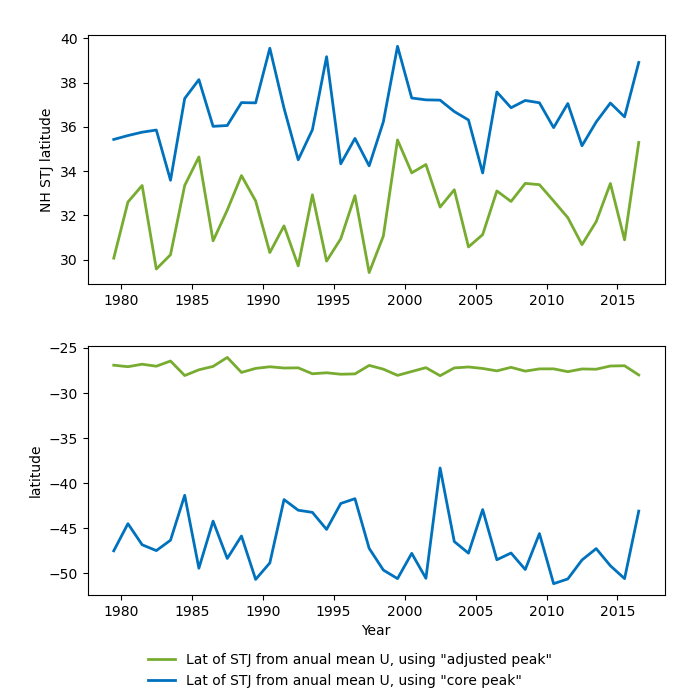 40
38
36
34
32
30
NH STJ latitude
1980 1985 1990 1995 2000 2005 2010 2015
−25
−30
−35
−40
−45
−50
latitude
1980 1985 1990 1995 2000 2005 2010 2015
Year
Lat of STJ from anual mean U, using "adjusted peak"
Lat of STJ from anual mean U, using "core peak"